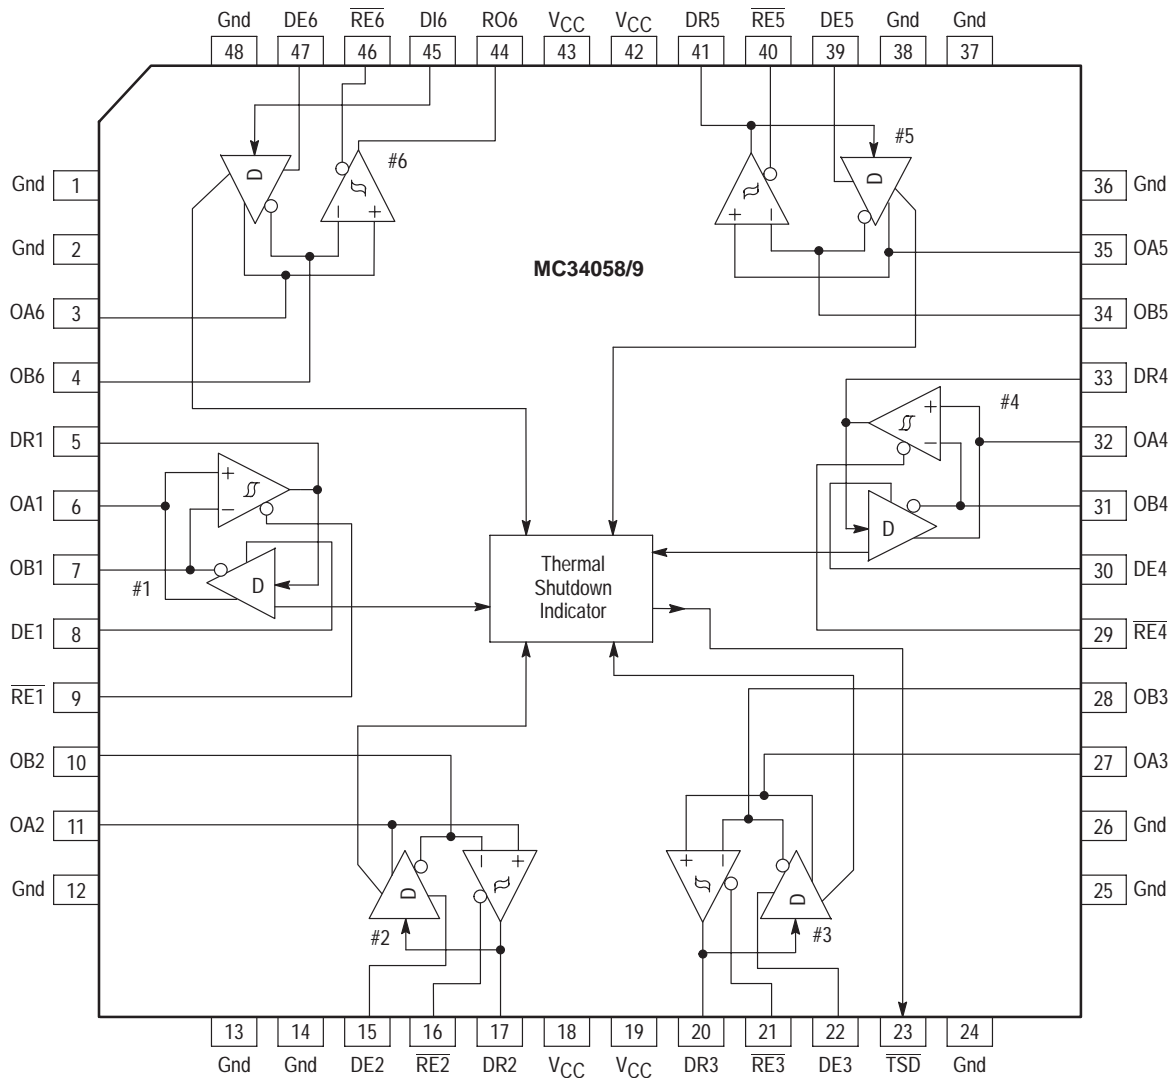 Gnd DE6 RE6 DI6 RO6 VCC VCC DR5 RE5 DE5 Gnd Gnd
48 47 46 45 44 43 42 41 40 39 38 37
D
#6
- +
#5
D
+ -
Gnd 1
36 Gnd
Gnd 2
35 OA5
MC34058/9
OA6 3
34 OB5
OB6 4
33 DR4
+ #4
-
DR1 5
32 OA4
+
-
OA1 6
31 OB4
D
OB1 7
#1
D
30 DE4
Thermal
Shutdown
Indicator
DE1 8
29 RE4
RE1 9
28 OB3
OB2 10
27 OA3
OA2 11
26 Gnd
- +
+ -
D
D
Gnd 12
25 Gnd
#2
#3
13 14 15 16 17 18 19 20 21 22 23 24
Gnd Gnd DE2 RE2 DR2 VCC VCC DR3 RE3 DE3 TSD Gnd